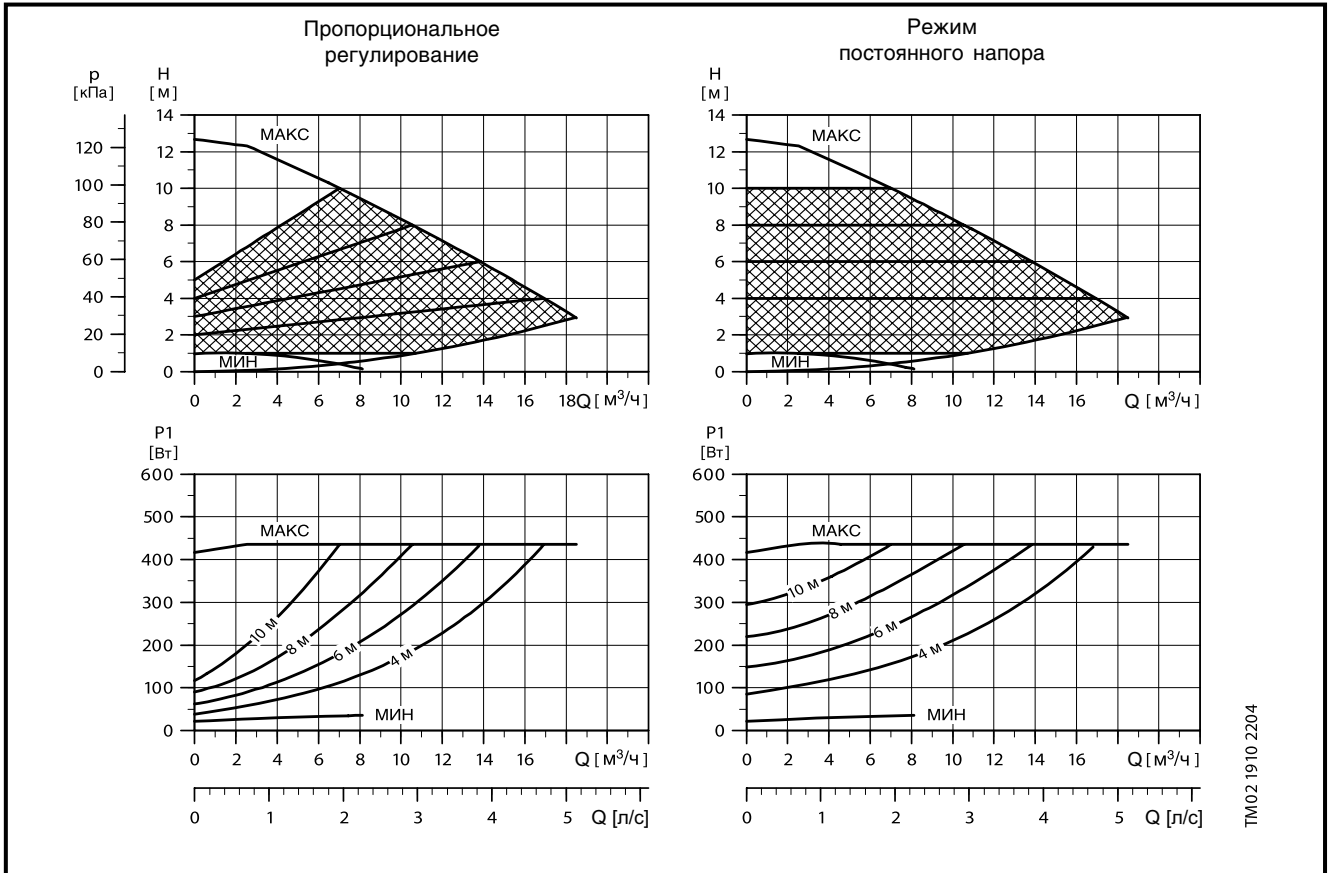 Пропорциональное
регулирование
Режим
постоянного напора
p
[кПа]
H
[м]
14
12
10
8
6
4
2
0
120
100
80
60
40
20
0
МАКС
МИН
0 2 4 6 8 10 12 14 16 18 Q [м³/ч]
H
[м]
14
12
10
8
6
4
2
0
МАКС
МИН
0 2 4 6 8 10 12 14 16 Q [м³/ч]
P1
[Вт]
600
500
400
300
200
100
0
МАКС
10 м
8 м
6 м
4 м
МИН
0 2 4 6 8 10 12 14 16 Q [м³/ч]
0 1 2 3 4 5 Q [л/с]
P1
[Вт]
600
500
400
300
200
100
0
МАКС
10 м
8 м
6 м
4 м
МИН
0 2 4 6 8 10 12 14 16 Q [м³/ч]
0 1 2 3 4 5 Q [л/с]
TM02 1910 2204